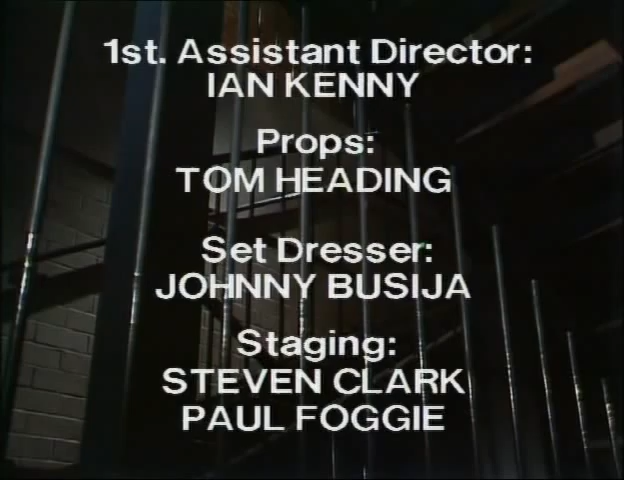 1st. Assistant Director:
IAN KENNY
Props:
TOM HEADING
Set Dresser:
JOHNNY BUSIJA
Staging:
STEVEN CLARK
PAUL FOGGIE